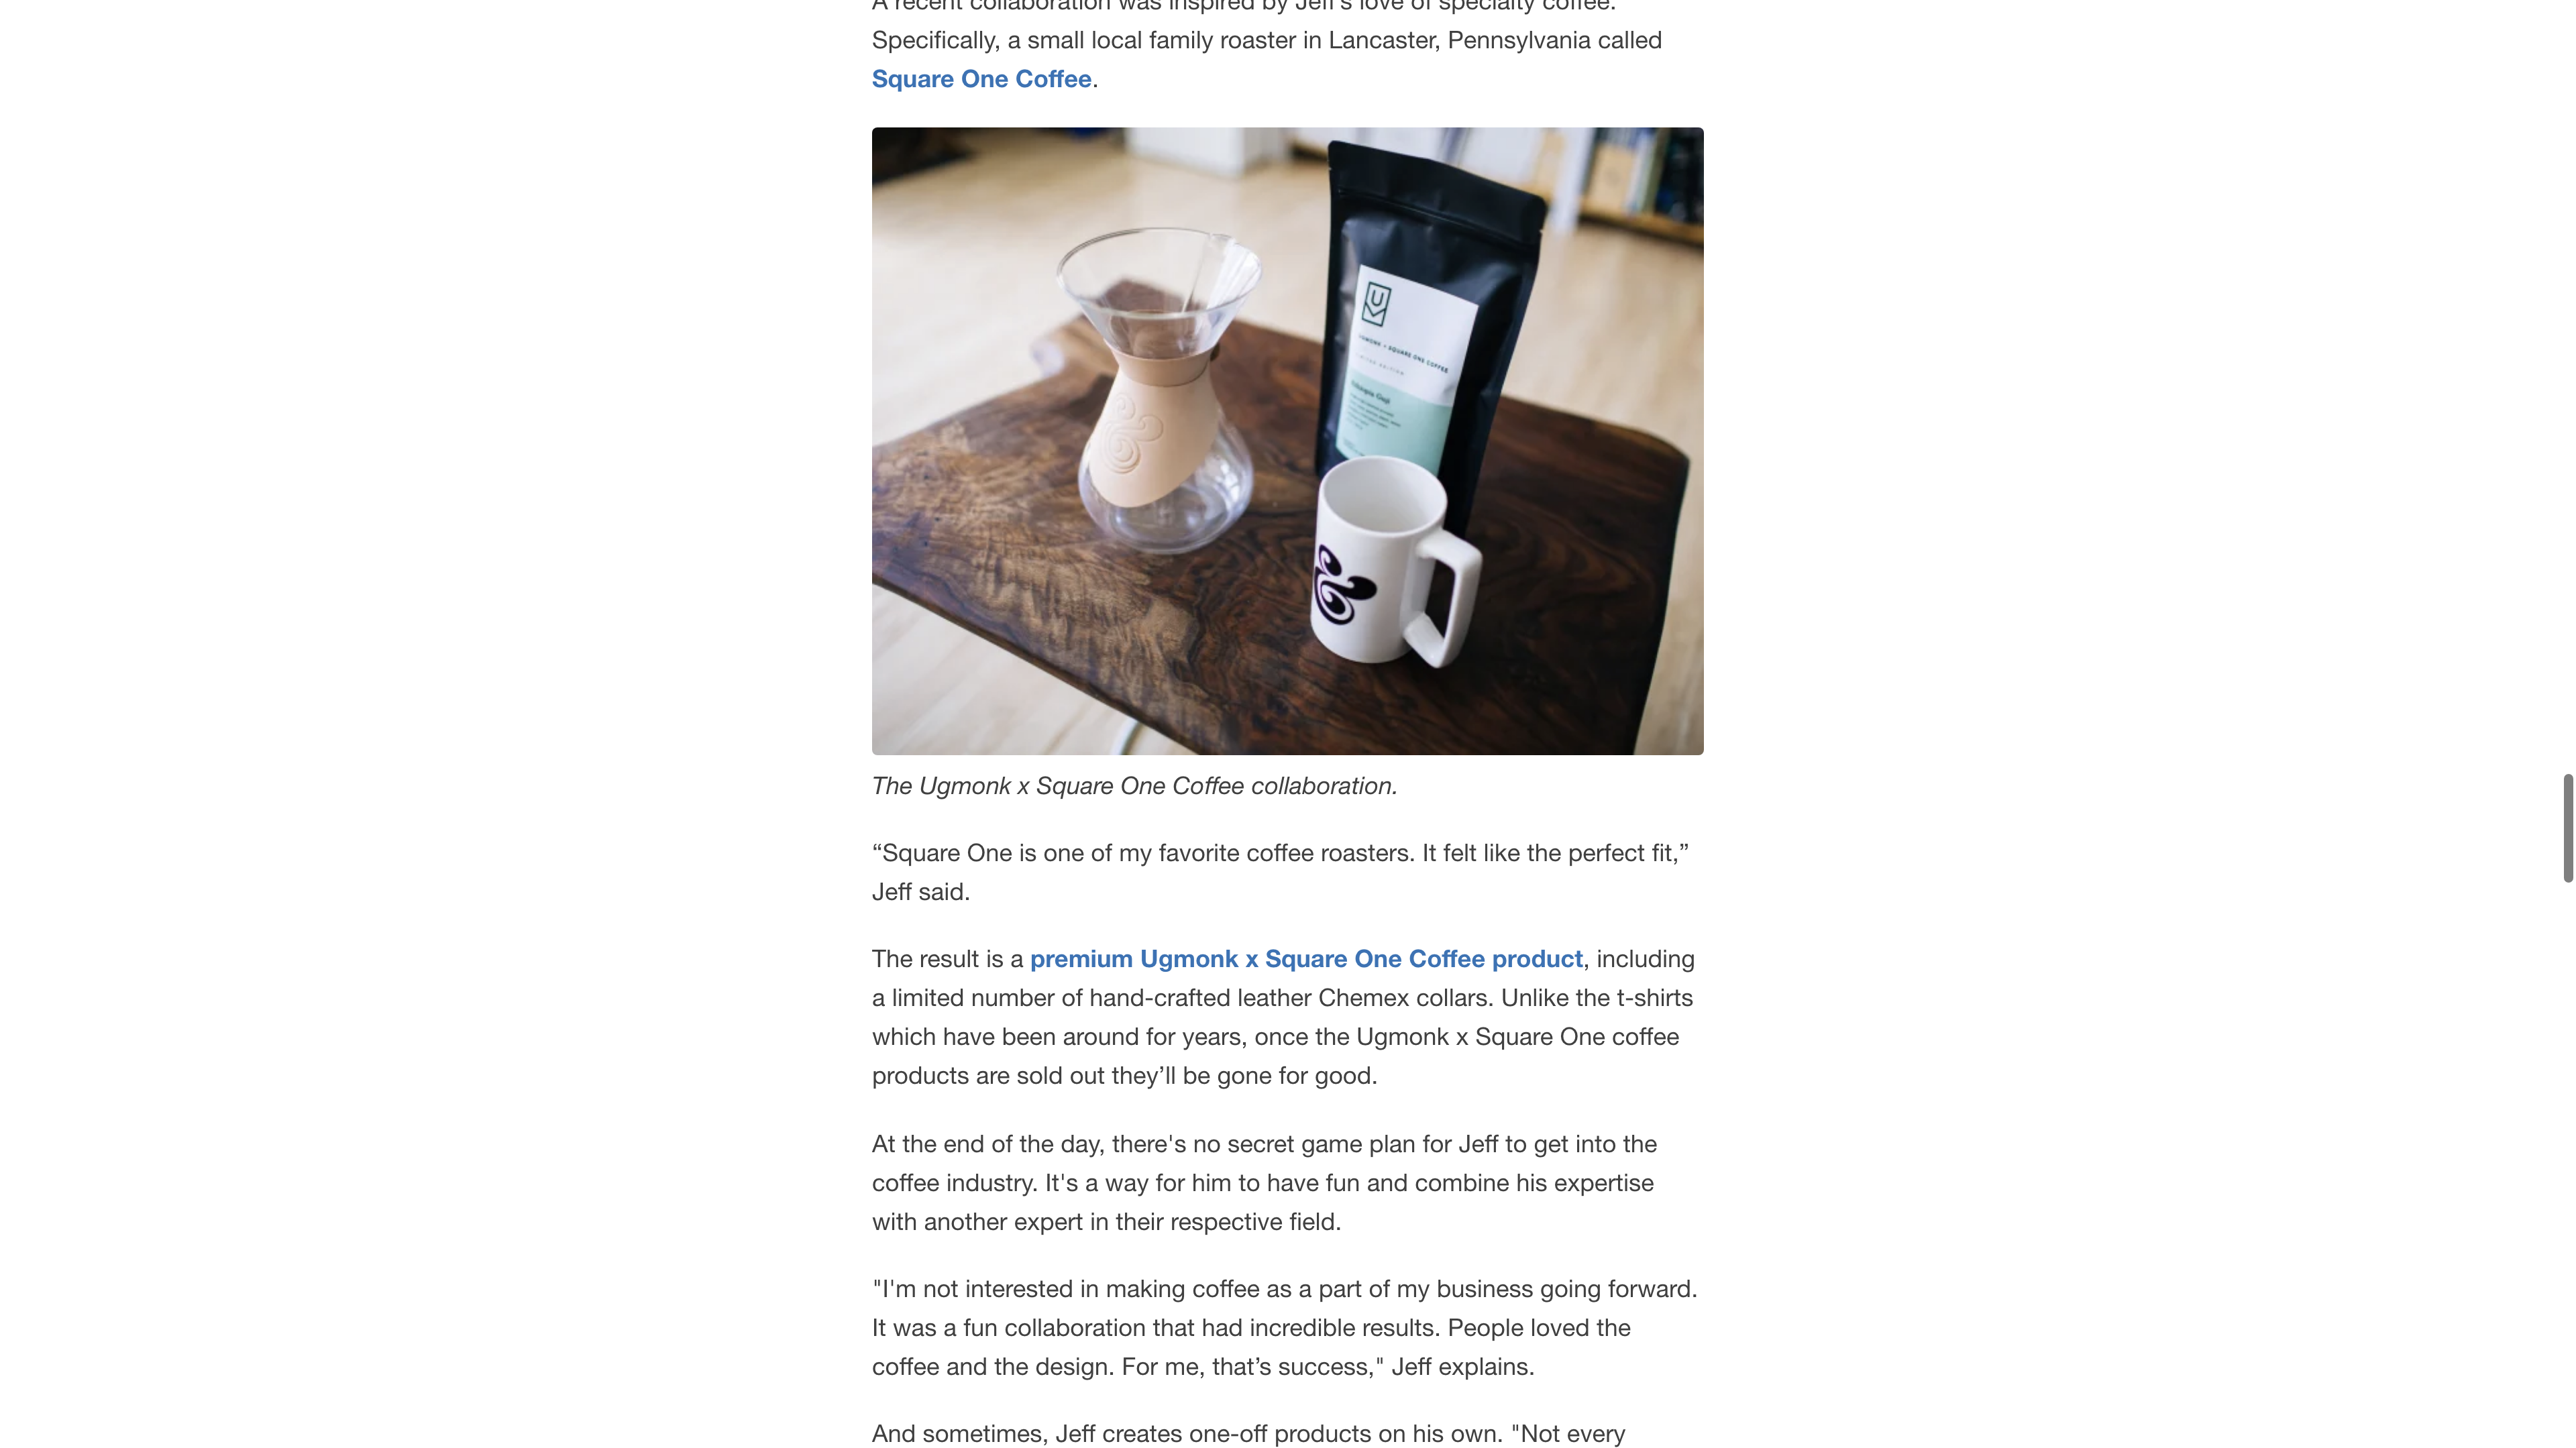 A recent collaboration was inspired by Jeff's love of specialty coffee.
Specifically, a small local family roaster in Lancaster, Pennsylvania called
Square One Coffee.
U
UGMONK + SQUARE ONE COFFEE
LIMITED EDITION
Ethiopia Guji
&
&
The Ugmonk x Square One Coffee collaboration.
“Square One is one of my favorite coffee roasters. It felt like the perfect fit,”
Jeff said.
The result is a premium Ugmonk x Square One Coffee product, including
a limited number of hand-crafted leather Chemex collars. Unlike the t-shirts
which have been around for years, once the Ugmonk x Square One coffee
products are sold out they’ll be gone for good.
At the end of the day, there's no secret game plan for Jeff to get into the
coffee industry. It's a way for him to have fun and combine his expertise
with another expert in their respective field.
"I'm not interested in making coffee as a part of my business going forward.
It was a fun collaboration that had incredible results. People loved the
coffee and the design. For me, that’s success," Jeff explains.
And sometimes, Jeff creates one-off products on his own. "Not every